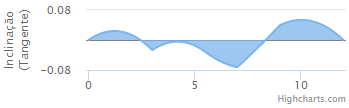 Inclinação
(Tangente)
0.08
-0.08
0 5 10
Highcharts.com